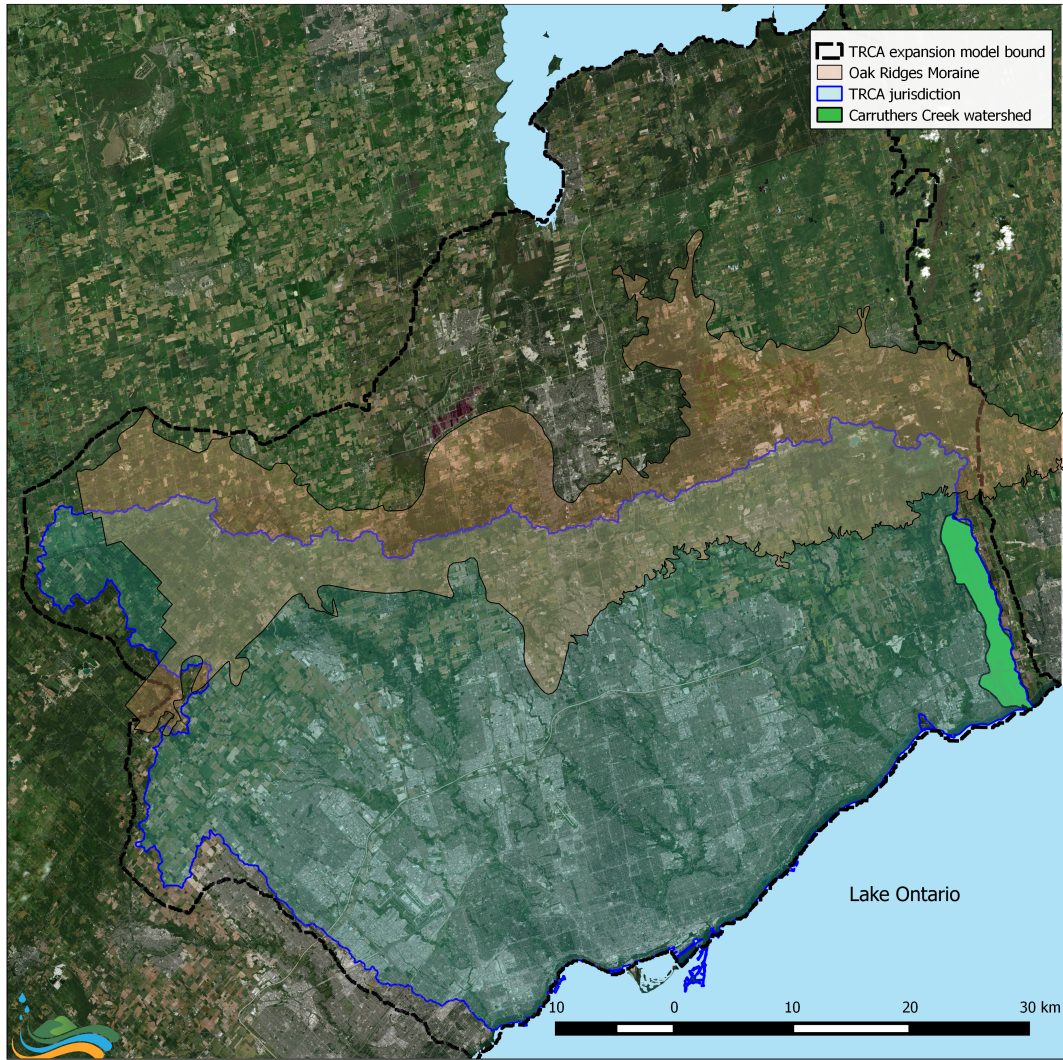 TRCA expansion model bound
Oak Ridges Moraine
TRCA jurisdiction
Carruthers Creek watershed
Lake Ontario
10 0 10 20 30 km